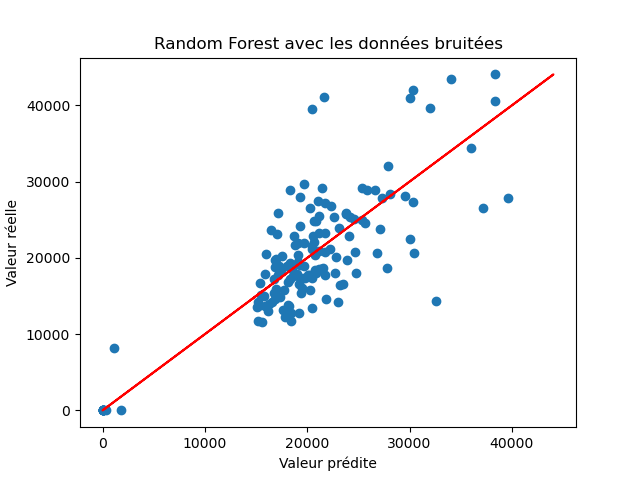 Random Forest avec les données bruitées
Valeur réelle
40000
30000
20000
10000
0
0 10000 20000 30000 40000
Valeur prédite